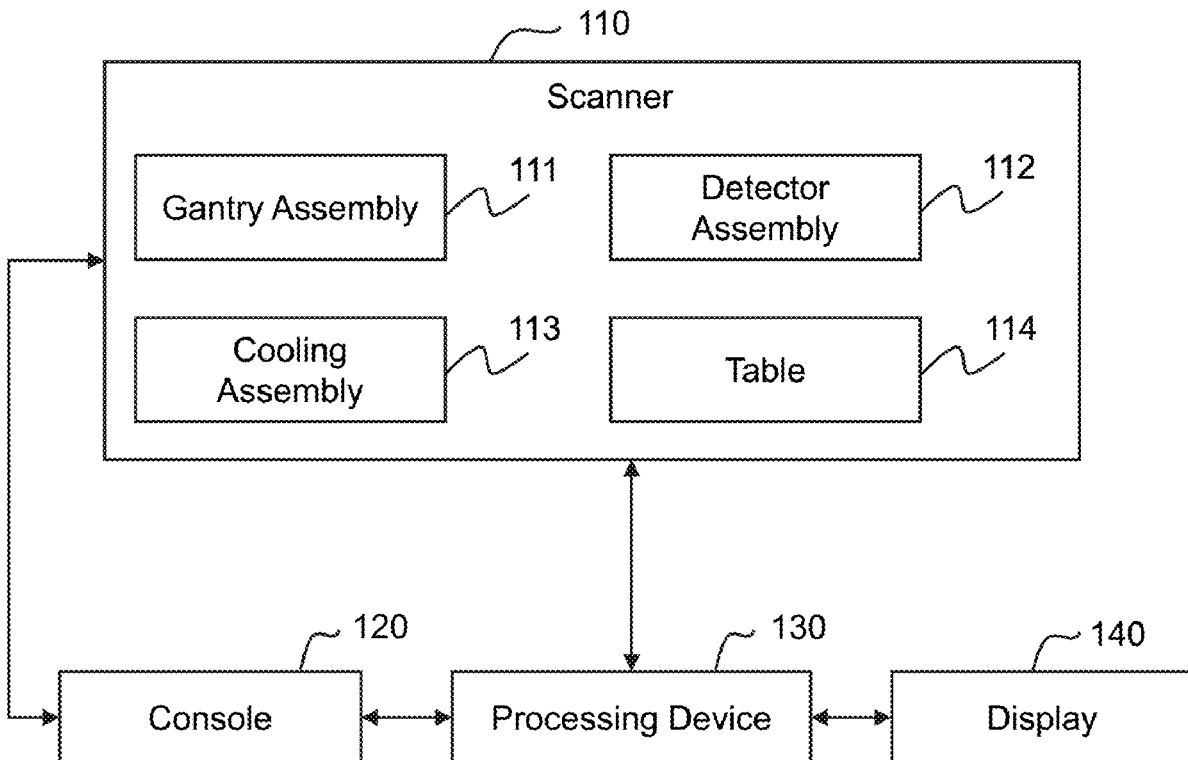 110
Scanner
Gantry Assembly
111
Detector
Assembly
112
Cooling
Assembly
113
Table
114
120
Console
130
Processing Device
140
Display